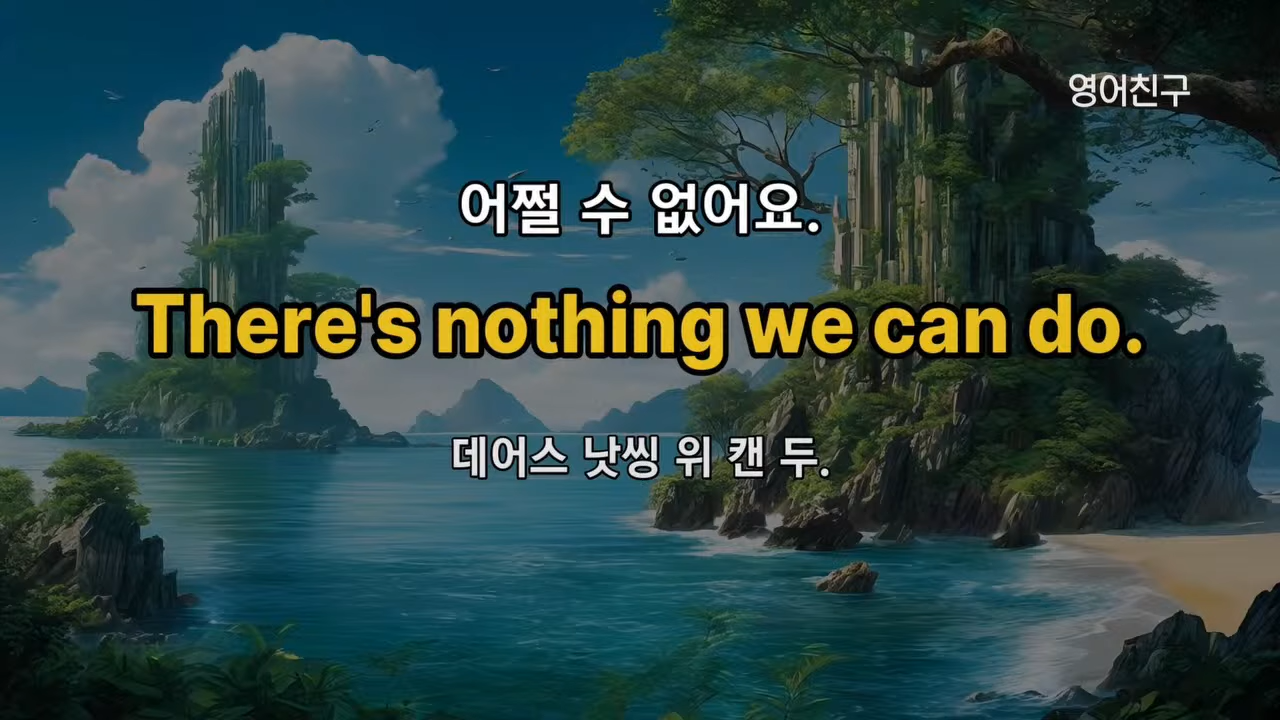 영어친구
어쩔 수 없어요.
There's nothing we can do.
데어스 낫씽 위 캔 두.